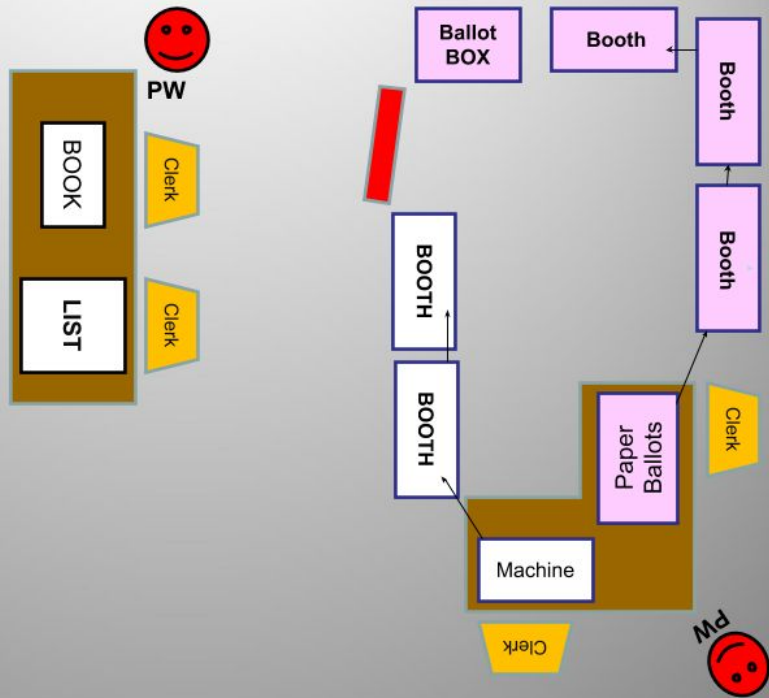 Ballot
BOX
Booth
Booth
PW
BOOK
Clerk
Booth
BOOTH
LIST
Clerk
BOOTH
Paper
Ballots
Clerk
Machine
Clerk
PW